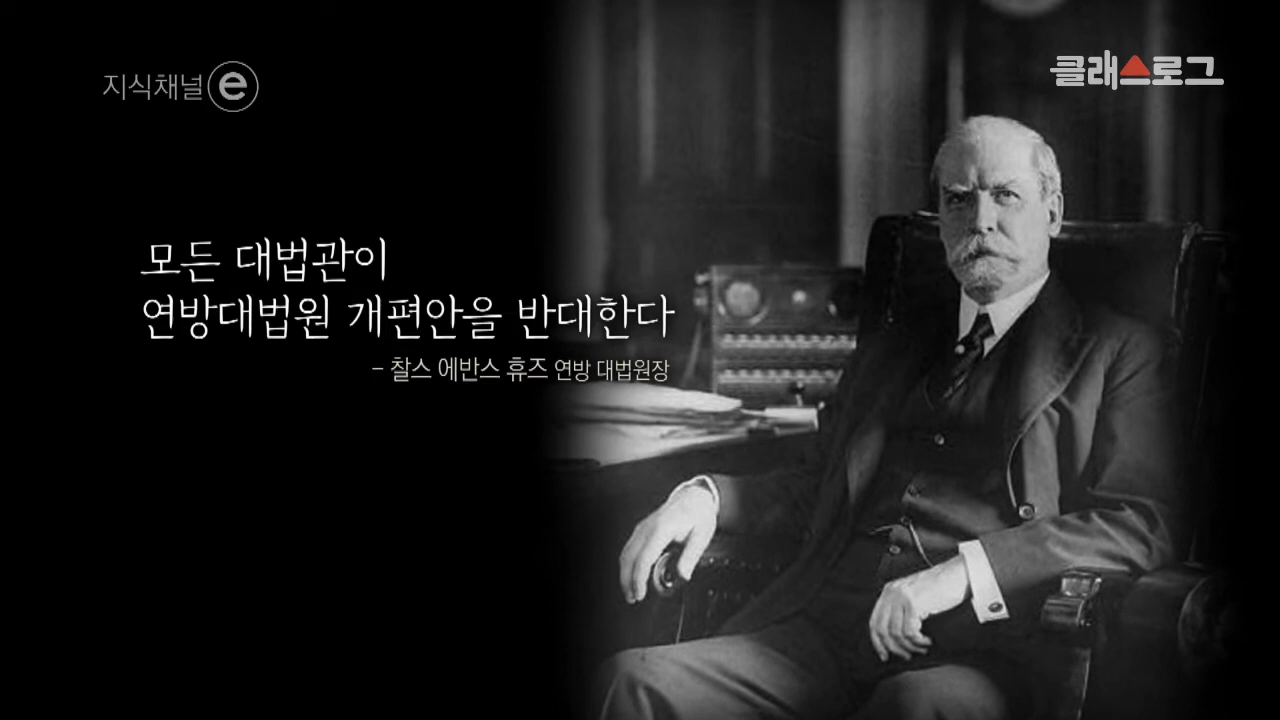 지식채널 e
클래스로그
모든 대법관이
연방대법원 개편안을 반대한다
- 찰스 에반스 휴즈 연방 대법원장